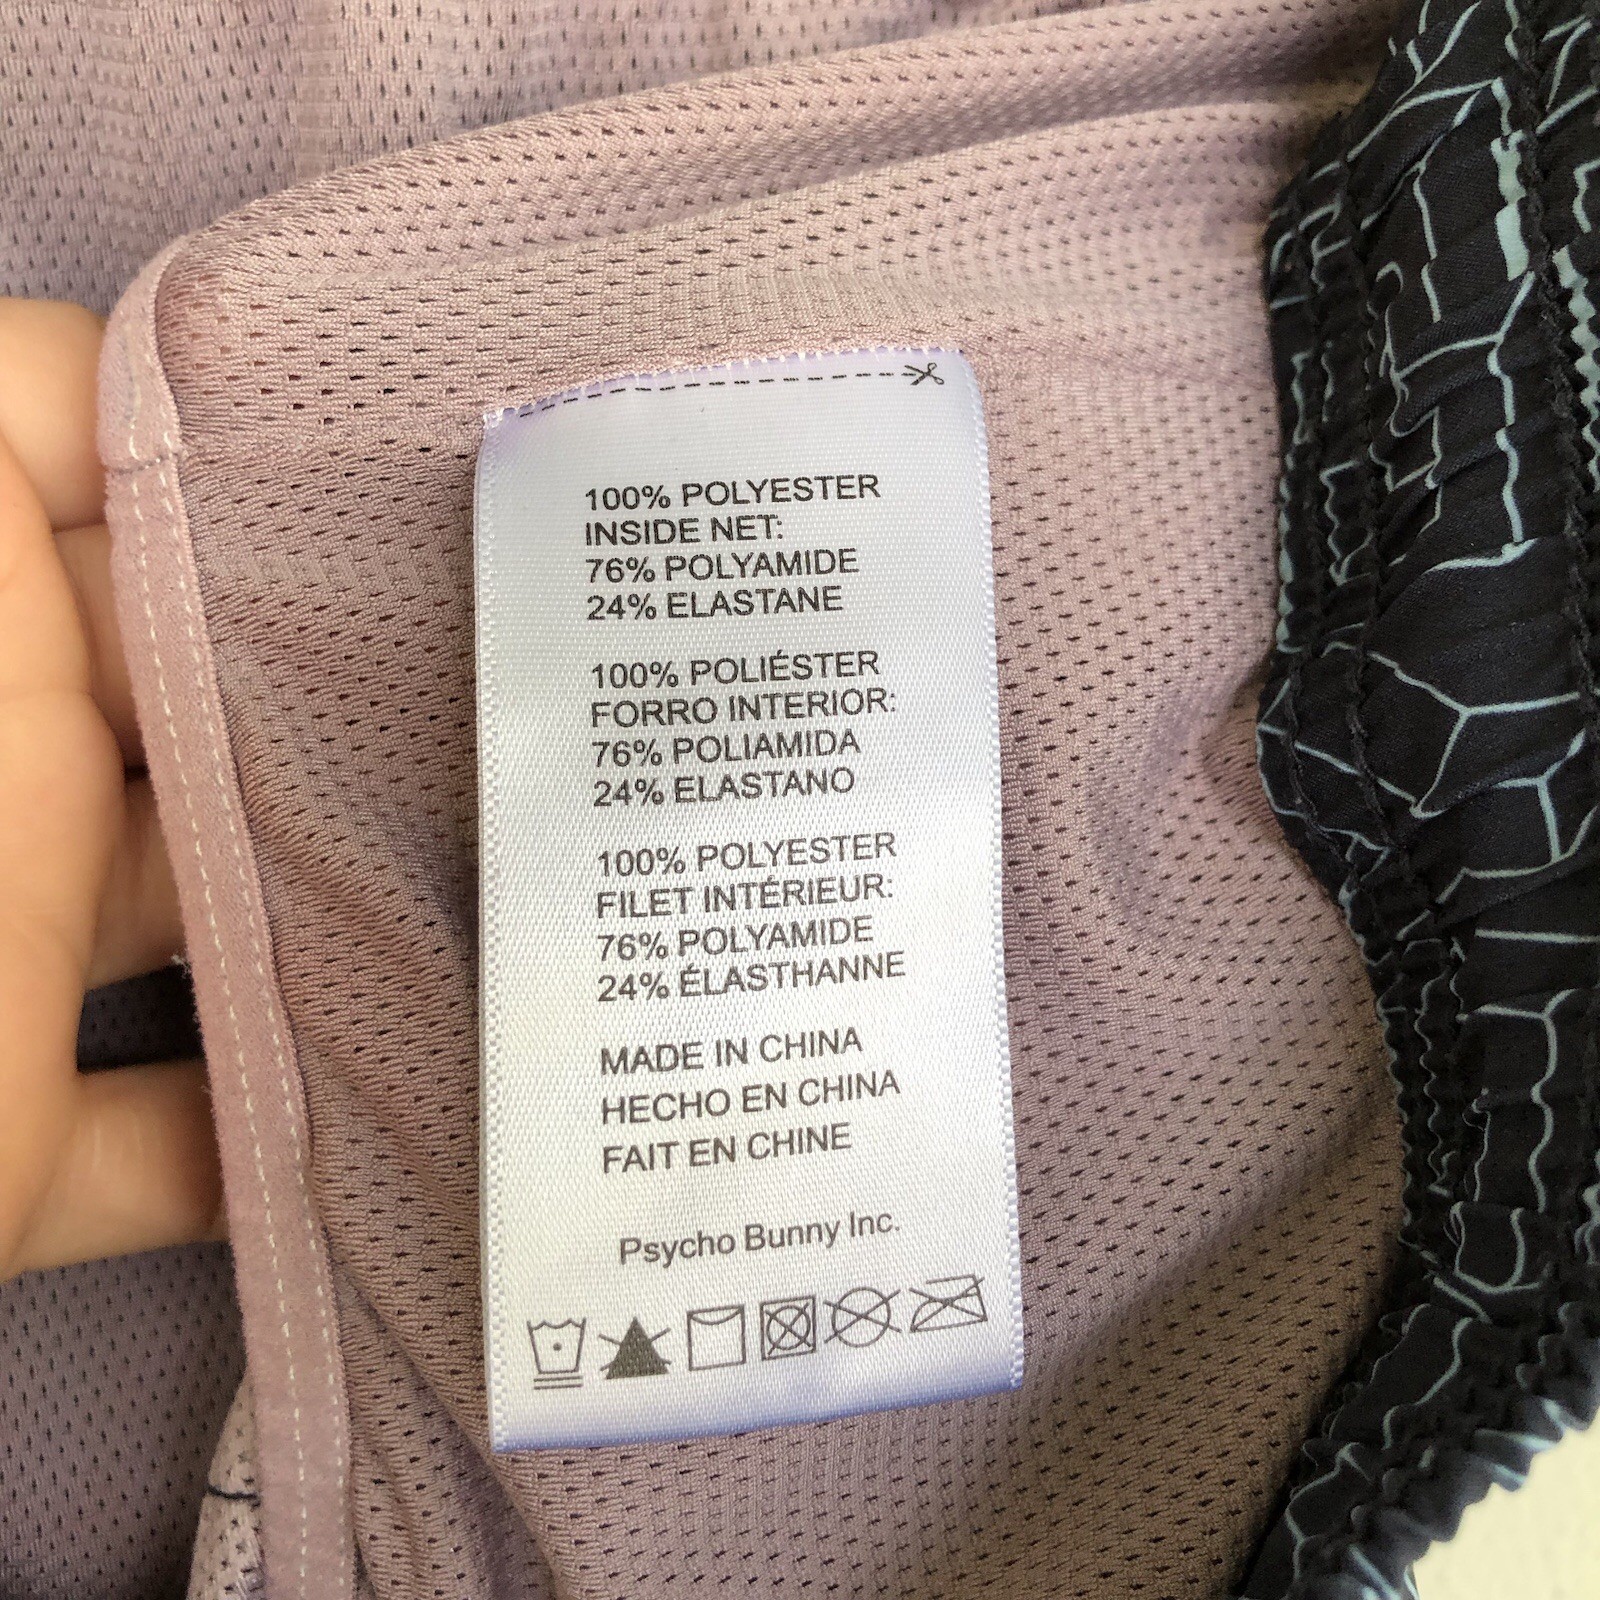 100% POLYESTER
INSIDE NET:
76% POLYAMIDE
24% ELASTANE
100% POLIÉSTER
FORRO INTERIOR:
76% POLIAMIDA
24% ELASTANO
100% POLYESTER
FILET INTÉRIEUR:
76% POLYAMIDE
24% ÉLASTHANNE
MADE IN CHINA
HECHO EN CHINA
FAIT EN CHINE
Psycho Bunny Inc.